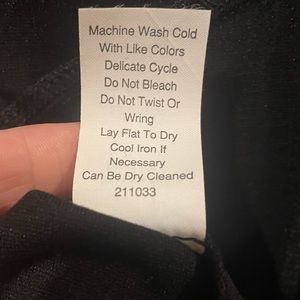 Machine Wash Cold
With Like Colors
Delicate Cycle
Do Not Bleach
Do Not Twist Or
Wring
Lay Flat To Dry
Cool Iron If
Necessary
Can Be Dry Cleaned
211033